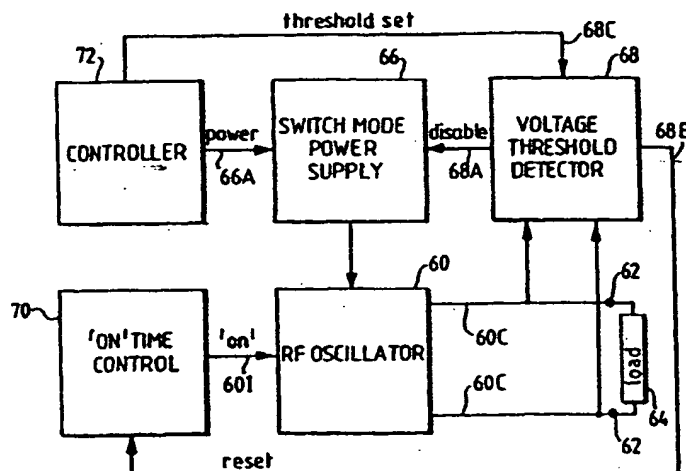 threshold set
68C
72
66
68
CONTROLLER
power
66A
SWITCH MODE
POWER
SUPPLY
disable
68A
VOLTAGE
THRESHOLD
DETECTOR
68B
60
62
70
'ON' TIME
CONTROL
'on'
601
RF OSCILLATOR
60C
60C
load
64
62
reset